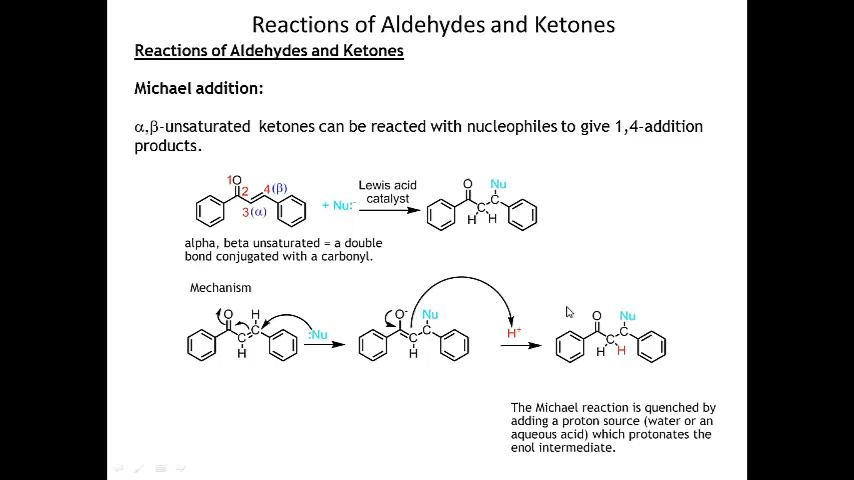 Reactions of Aldehydes and Ketones
Reactions of Aldehydes and Ketones
Michael addition:
α,β-unsaturated ketones can be reacted with nucleophiles to give 1,4-addition
products.
1O
2
4(β)
3(α)
+ Nu:-
Lewis acid
catalyst
O
Nu
C
C
H
H
alpha, beta unsaturated = a double
bond conjugated with a carbonyl.
Mechanism
O
H
C
C
H
:Nu
O-
Nu
C
C
H
H+
O
Nu
C
C
H
H
The Michael reaction is quenched by
adding a proton source (water or an
aqueous acid) which protonates the
enol intermediate.